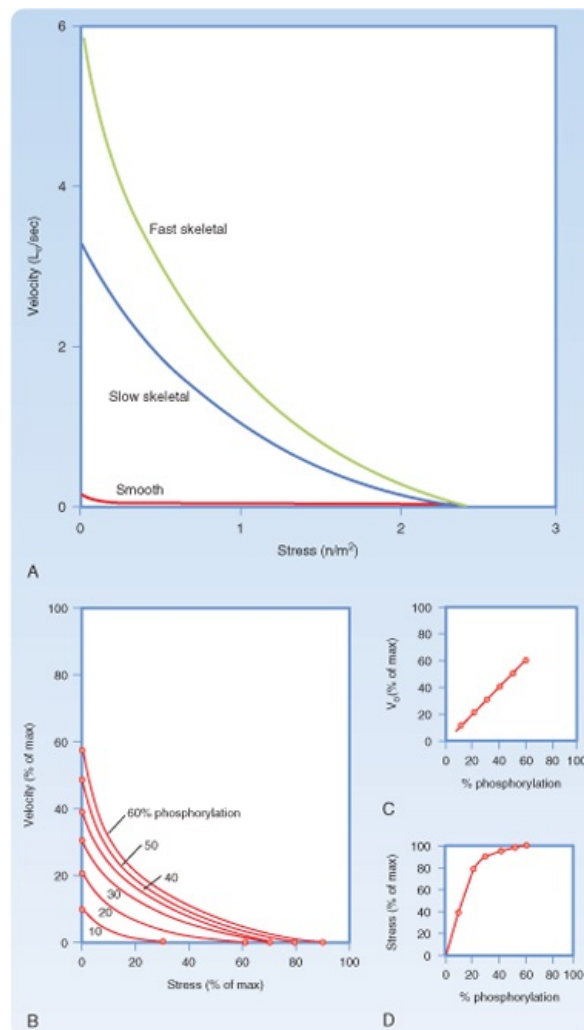 6
4
2
0
Velocity (L₀/sec)
Fast skeletal
Slow skeletal
Smooth
0
1
2
3
Stress (n/m²)
A
100
80
60
40
20
0
Velocity (% of max)
60% phosphorylation
50
40
30
20
10
0
20
40
60
80
100
Stress (% of max)
B
100
80
60
40
20
0
V₀(% of max)
20
40
60
80
100
% phosphorylation
C
100
80
60
40
20
0
Stress (% of max)
20
40
60
80
100
% phosphorylation
D